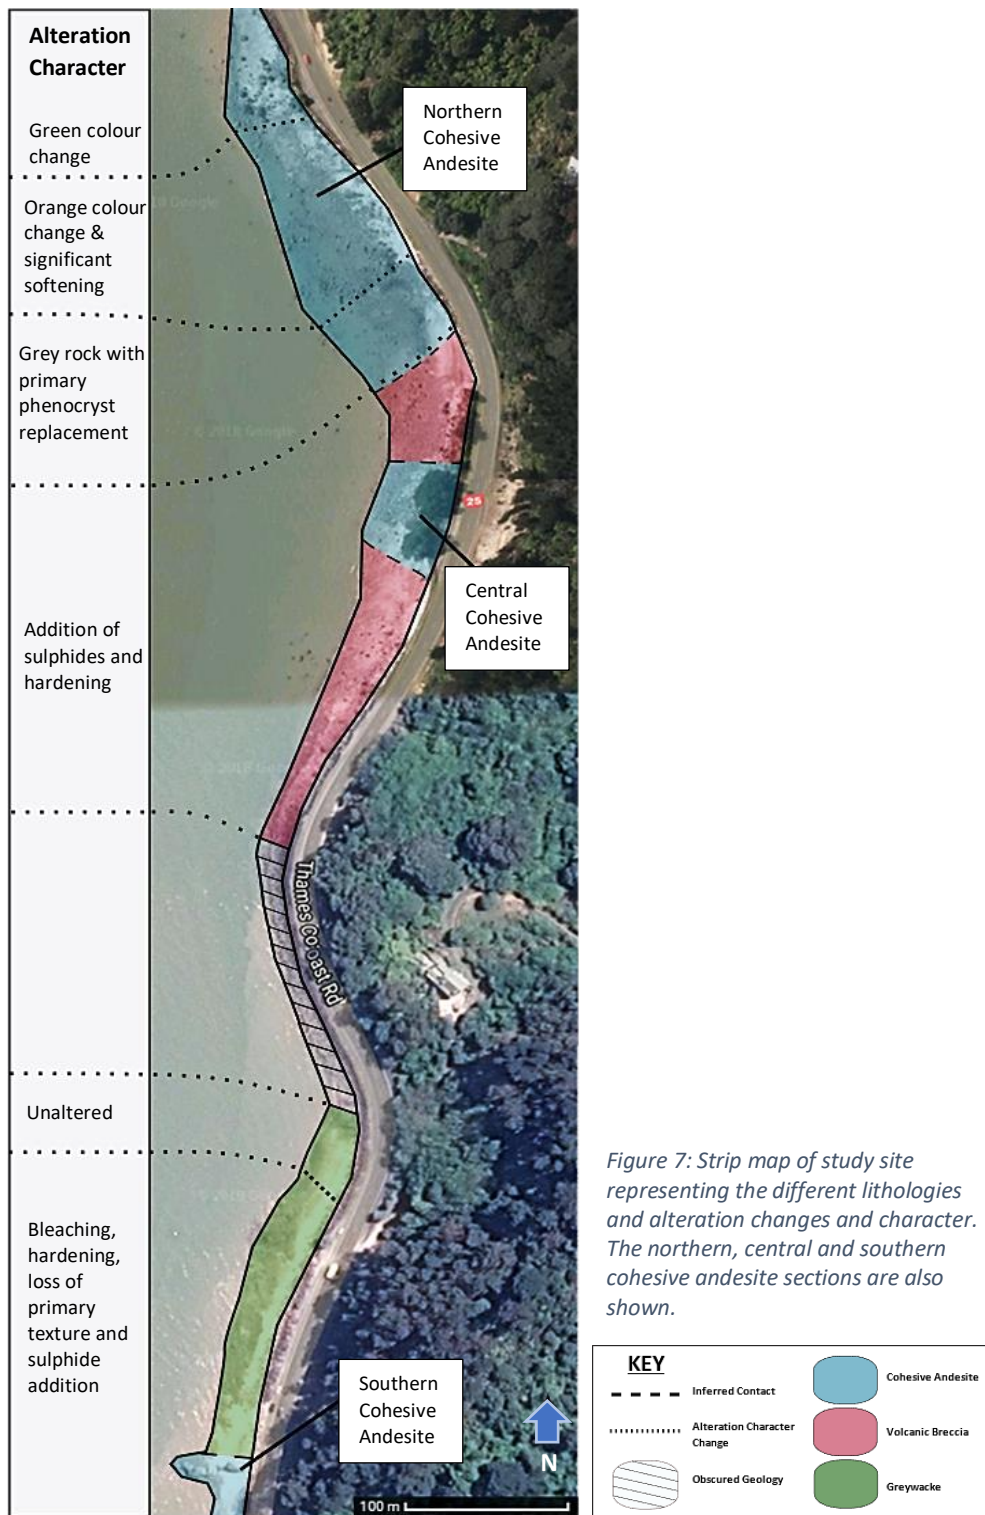 Alteration
Character
Green colour
change
Orange colour
change &
significant
softening
Grey rock with
primary
phenocryst
replacement
Addition of
sulphides and
hardening
Unaltered
Bleaching,
hardening,
loss of
primary
texture and
sulphide
addition
Northern
Cohesive
Andesite
25
Central
Cohesive
Andesite
Thames Coast Rd
Southern
Cohesive
Andesite
N
100 m
Figure 7: Strip map of study site
representing the different lithologies
and alteration changes and character.
The northern, central and southern
cohesive andesite sections are also
shown.
KEY
Inferred Contact
Alteration Character
Change
Obscured Geology
Cohesive Andesite
Volcanic Breccia
Greywacke